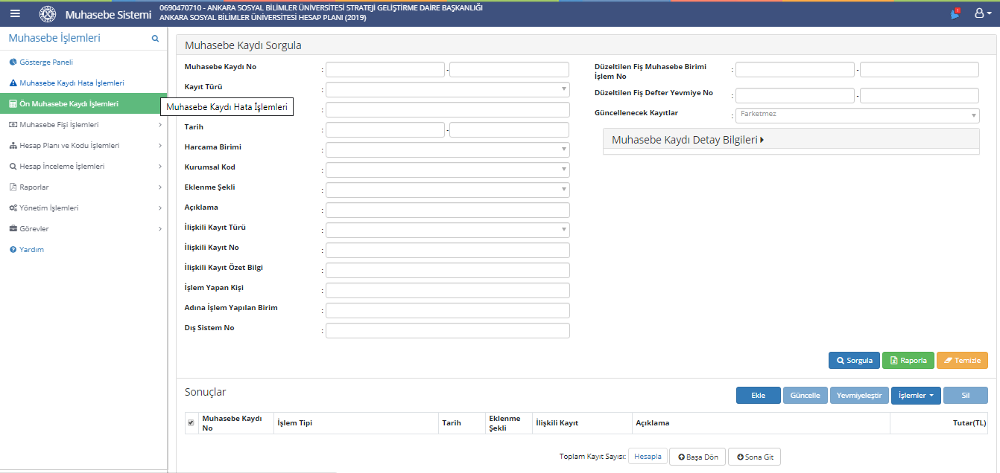 Muhasebe Sistemi
0690470710 - ANKARA SOSYAL BİLİMLER ÜNİVERSİTESİ STRATEJİ GELİŞTİRME DAİRE BAŞKANLIĞI
ANKARA SOSYAL BİLİMLER ÜNİVERSİTESİ HESAP PLANI (2019)
1
Muhasebe İşlemleri
Gösterge Paneli
Muhasebe Kaydı Hata İşlemleri
Ön Muhasebe Kaydı İşlemleri
Muhasebe Fişi İşlemleri
Hesap Planı ve Kodu İşlemleri
Hesap İnceleme İşlemleri
Raporlar
Yönetim İşlemleri
Görevler
Yardım
Muhasebe Kaydı Hata İşlemleri
Muhasebe Kaydı Sorgula
Muhasebe Kaydı No : -
Kayıt Türü :
:
Tarih : -
Harcama Birimi :
Kurumsal Kod :
Eklenme Şekli :
Açıklama :
İlişkili Kayıt Türü :
İlişkili Kayıt No :
İlişkili Kayıt Özet Bilgi :
İşlem Yapan Kişi :
Adına İşlem Yapılan Birim :
Dış Sistem No :
Düzeltilen Fiş Muhasebe Birimi
İşlem No : -
Düzeltilen Fiş Defter Yevmiye No : -
Güncellenecek Kayıtlar : Farketmez
Muhasebe Kaydı Detay Bilgileri
Sorgula Raporla Temizle
Sonuçlar
Ekle Güncelle Yevmiyeleştir İşlemler Sil
Muhasebe Kaydı
No
İşlem Tipi
Tarih
Eklenme
Şekli
İlişkili Kayıt
Açıklama
Tutar(TL)
Toplam Kayıt Sayısı: Hesapla Başa Dön Sona Git